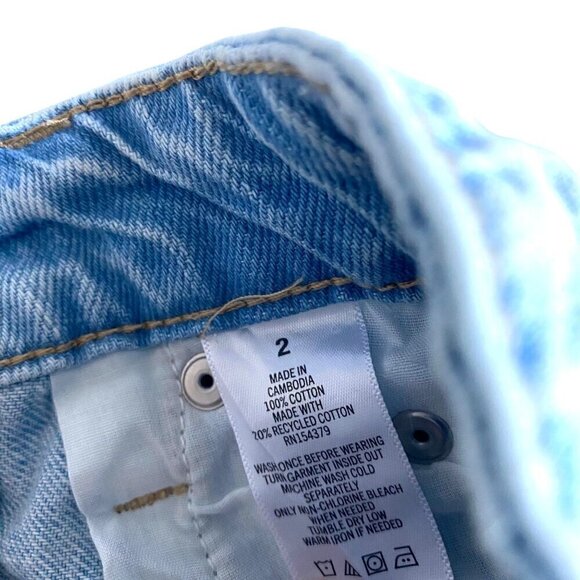 2
MADE IN
CAMBODIA
100% COTTON
MADE WITH
20% RECYCLED COTTON
RN154379
WASH ONCE BEFORE WEARING
TURN GARMENT INSIDE OUT
MACHINE WASH COLD
SEPARATELY
ONLY NON-CHLORINE BLEACH
WHEN NEEDED
TUMBLE DRY LOW
WARM IRON IF NEEDED